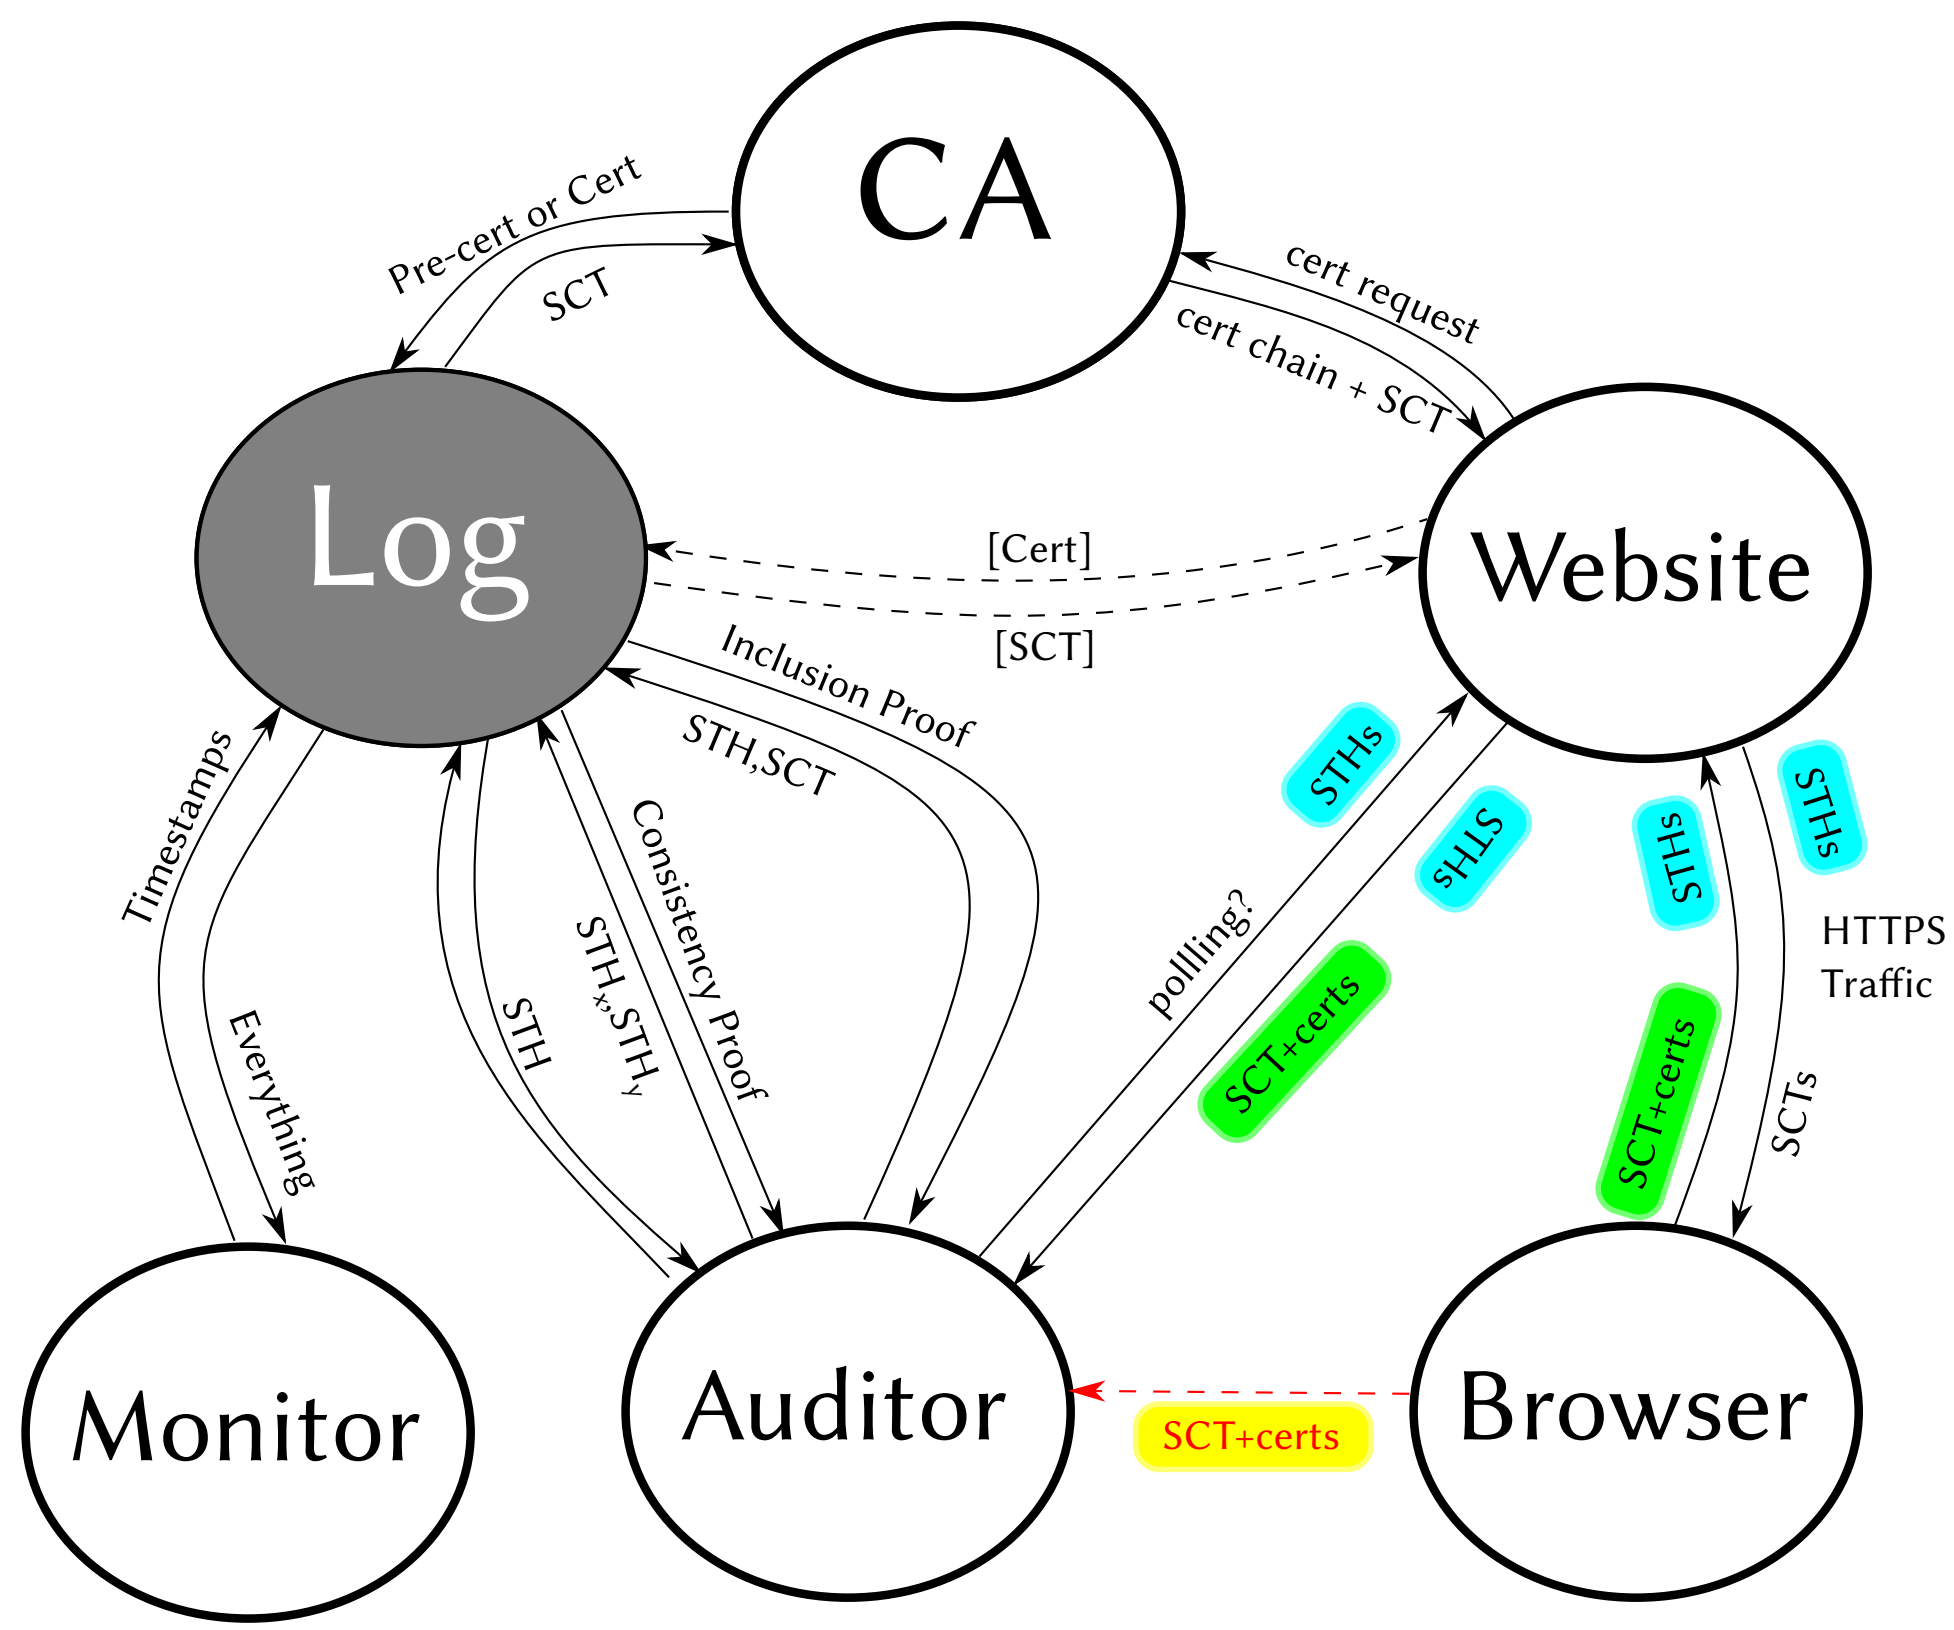 CA
Pre-cert or Cert
SCT
cert request
cert chain + SCT
Log
Website
[Cert]
[SCT]
Inclusion Proof
STH,SCT
Timestamps
Everything
STH
STHx,STHy
Consistency Proof
STHs
STHs
pollling?
SCT+certs
STHs
STHs
HTTPS
Traffic
SCT+certs
SCTs
Monitor
Auditor
SCT+certs
Browser